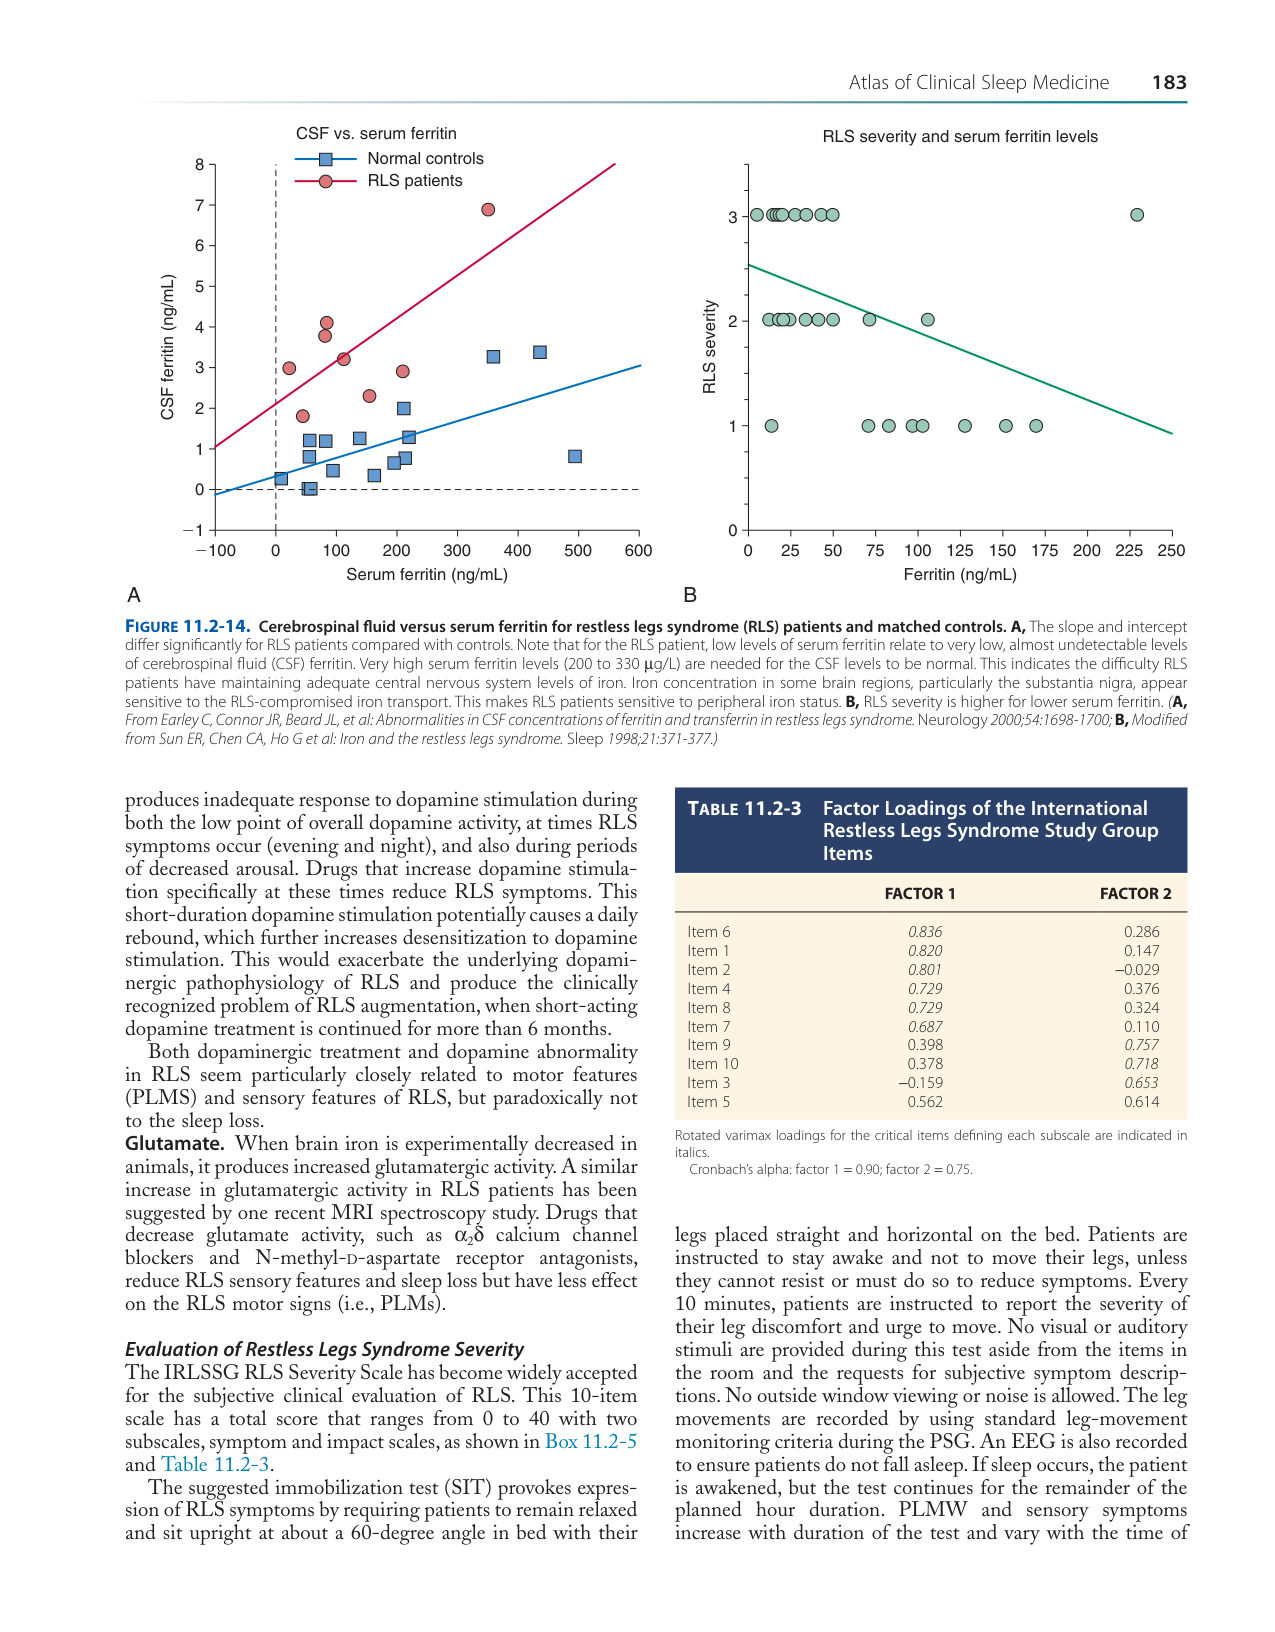 Atlas of Clinical Sleep Medicine 183
CSF vs. serum ferritin
Normal controls
RLS patients
8
7
6
5
4
3
2
1
0
−1
CSF ferritin (ng/mL)
−100 0 100 200 300 400 500 600
Serum ferritin (ng/mL)
A
RLS severity and serum ferritin levels
3
2
1
0
RLS severity
0 25 50 75 100 125 150 175 200 225 250
Ferritin (ng/mL)
B
FIGURE 11.2-14. Cerebrospinal fluid versus serum ferritin for restless legs syndrome (RLS) patients and matched controls. A, The slope and intercept
differ significantly for RLS patients compared with controls. Note that for the RLS patient, low levels of serum ferritin relate to very low, almost undetectable levels
of cerebrospinal fluid (CSF) ferritin. Very high serum ferritin levels (200 to 330 μg/L) are needed for the CSF levels to be normal. This indicates the difficulty RLS
patients have maintaining adequate central nervous system levels of iron. Iron concentration in some brain regions, particularly the substantia nigra, appear
sensitive to the RLS-compromised iron transport. This makes RLS patients sensitive to peripheral iron status. B, RLS severity is higher for lower serum ferritin. (A,
From Earley C, Connor JR, Beard JL, et al: Abnormalities in CSF concentrations of ferritin and transferrin in restless legs syndrome. Neurology 2000;54:1698-1700; B, Modified
from Sun ER, Chen CA, Ho G et al: Iron and the restless legs syndrome. Sleep 1998;21:371-377.)
produces inadequate response to dopamine stimulation during
both the low point of overall dopamine activity, at times RLS
symptoms occur (evening and night), and also during periods
of decreased arousal. Drugs that increase dopamine stimula-
tion specifically at these times reduce RLS symptoms. This
short-duration dopamine stimulation potentially causes a daily
rebound, which further increases desensitization to dopamine
stimulation. This would exacerbate the underlying dopami-
nergic pathophysiology of RLS and produce the clinically
recognized problem of RLS augmentation, when short-acting
dopamine treatment is continued for more than 6 months.
Both dopaminergic treatment and dopamine abnormality
in RLS seem particularly closely related to motor features
(PLMS) and sensory features of RLS, but paradoxically not
to the sleep loss.
Glutamate. When brain iron is experimentally decreased in
animals, it produces increased glutamatergic activity. A similar
increase in glutamatergic activity in RLS patients has been
suggested by one recent MRI spectroscopy study. Drugs that
decrease glutamate activity, such as α2δ calcium channel
blockers and N-methyl-D-aspartate receptor antagonists,
reduce RLS sensory features and sleep loss but have less effect
on the RLS motor signs (i.e., PLMs).
Evaluation of Restless Legs Syndrome Severity
The IRLSSG RLS Severity Scale has become widely accepted
for the subjective clinical evaluation of RLS. This 10-item
scale has a total score that ranges from 0 to 40 with two
subscales, symptom and impact scales, as shown in Box 11.2-5
and Table 11.2-3.
The suggested immobilization test (SIT) provokes expres-
sion of RLS symptoms by requiring patients to remain relaxed
and sit upright at about a 60-degree angle in bed with their
TABLE 11.2-3 Factor Loadings of the International
Restless Legs Syndrome Study Group
Items
FACTOR 1 FACTOR 2
Item 6 0.836 0.286
Item 1 0.820 0.147
Item 2 0.801 −0.029
Item 4 0.729 0.376
Item 8 0.729 0.324
Item 7 0.687 0.110
Item 9 0.398 0.757
Item 10 0.378 0.718
Item 3 −0.159 0.653
Item 5 0.562 0.614
Rotated varimax loadings for the critical items defining each subscale are indicated in
italics.
Cronbach's alpha: factor 1 = 0.90; factor 2 = 0.75.
legs placed straight and horizontal on the bed. Patients are
instructed to stay awake and not to move their legs, unless
they cannot resist or must do so to reduce symptoms. Every
10 minutes, patients are instructed to report the severity of
their leg discomfort and urge to move. No visual or auditory
stimuli are provided during this test aside from the items in
the room and the requests for subjective symptom descrip-
tions. No outside window viewing or noise is allowed. The leg
movements are recorded by using standard leg-movement
monitoring criteria during the PSG. An EEG is also recorded
to ensure patients do not fall asleep. If sleep occurs, the patient
is awakened, but the test continues for the remainder of the
planned hour duration. PLMW and sensory symptoms
increase with duration of the test and vary with the time of